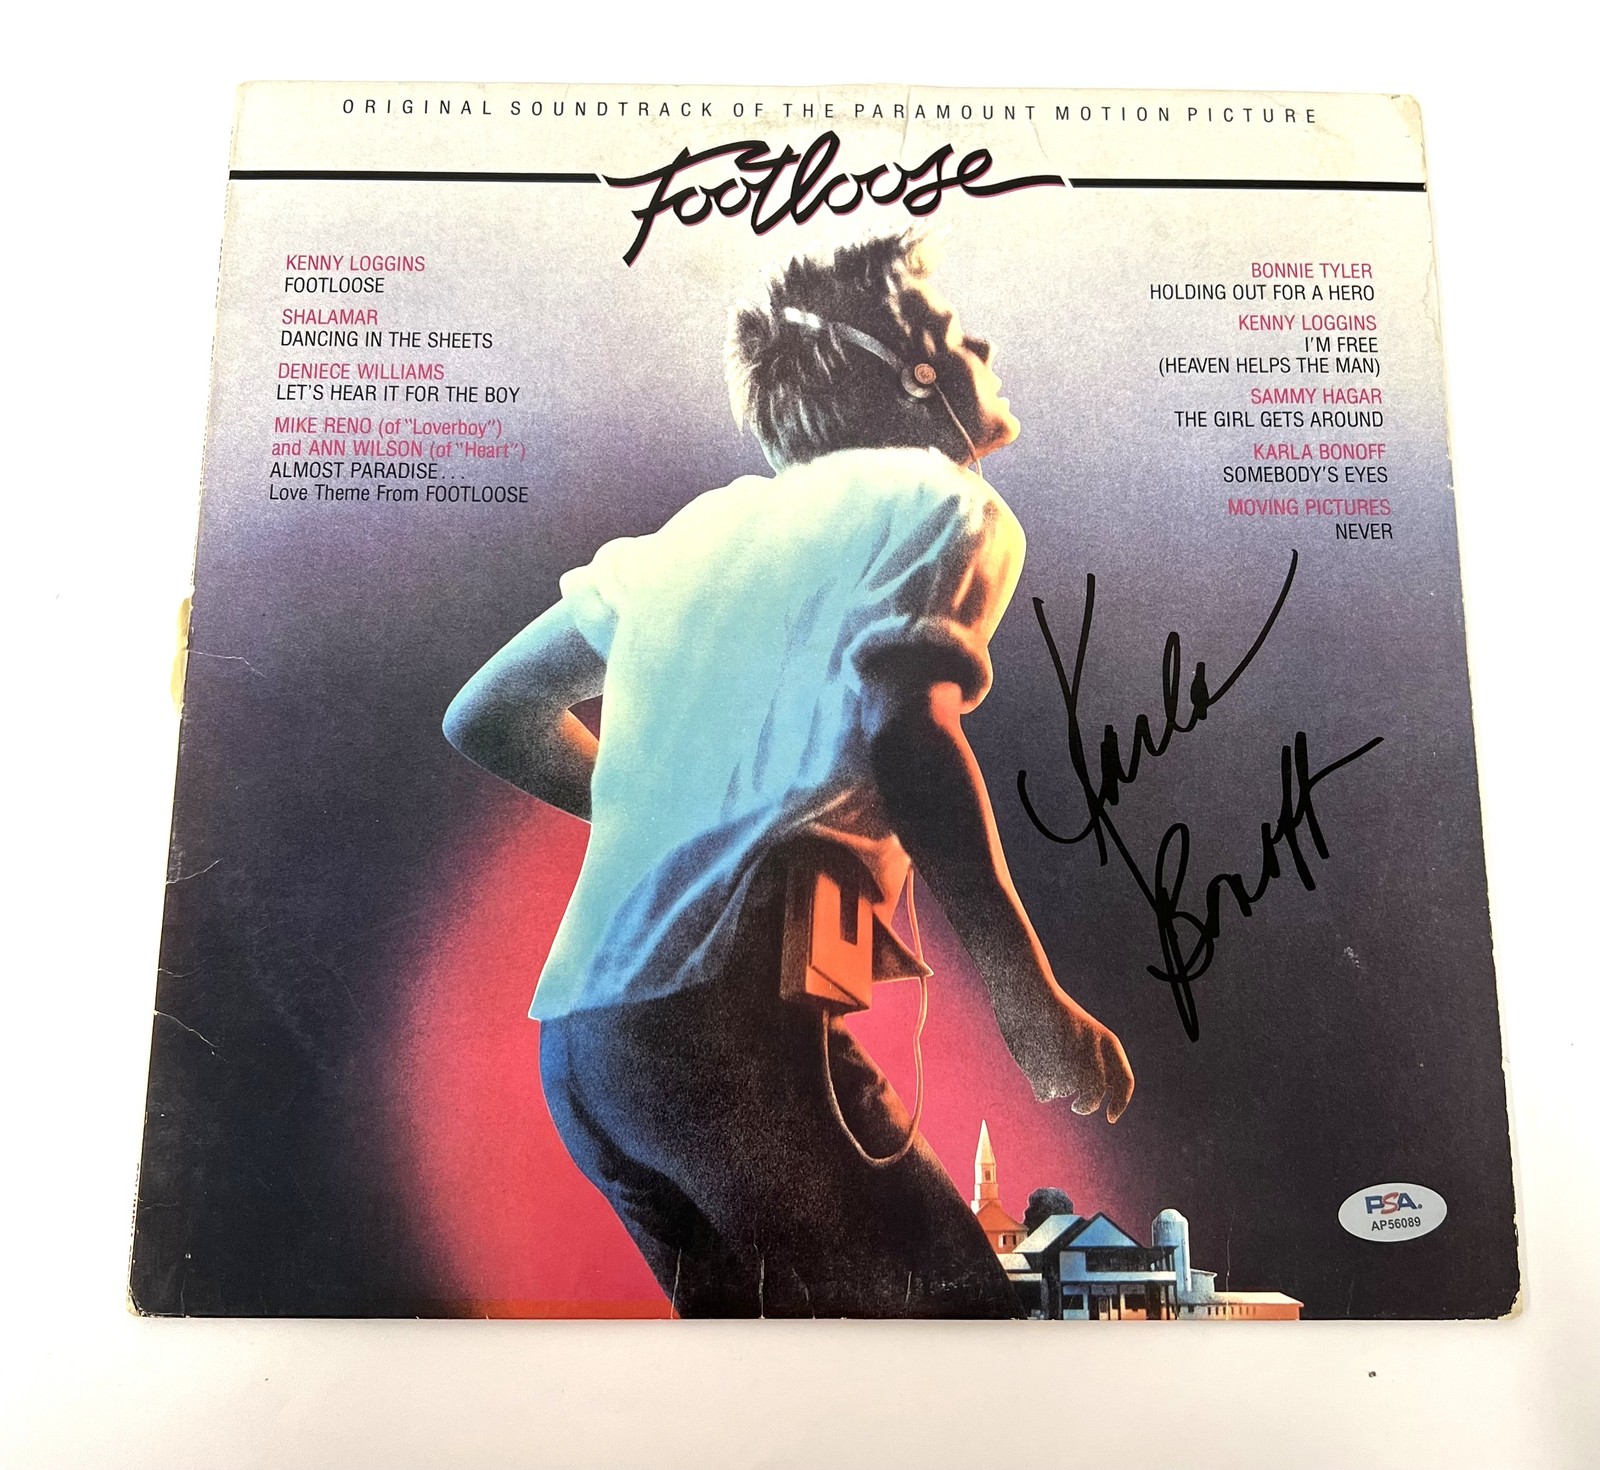 ORIGINAL SOUNDTRACK OF THE PARAMOUNT MOTION PICTURE
Footloose
KENNY LOGGINS
FOOTLOOSE
SHALAMAR
DANCING IN THE SHEETS
DENIECE WILLIAMS
LET'S HEAR IT FOR THE BOY
MIKE RENO (of "Loverboy")
and ANN WILSON (of "Heart")
ALMOST PARADISE...
Love Theme From FOOTLOOSE
BONNIE TYLER
HOLDING OUT FOR A HERO
KENNY LOGGINS
I'M FREE
(HEAVEN HELPS THE MAN)
SAMMY HAGAR
THE GIRL GETS AROUND
KARLA BONOFF
SOMEBODY'S EYES
MOVING PICTURES
NEVER
Karla
Bonoff
PSA.
AP56089